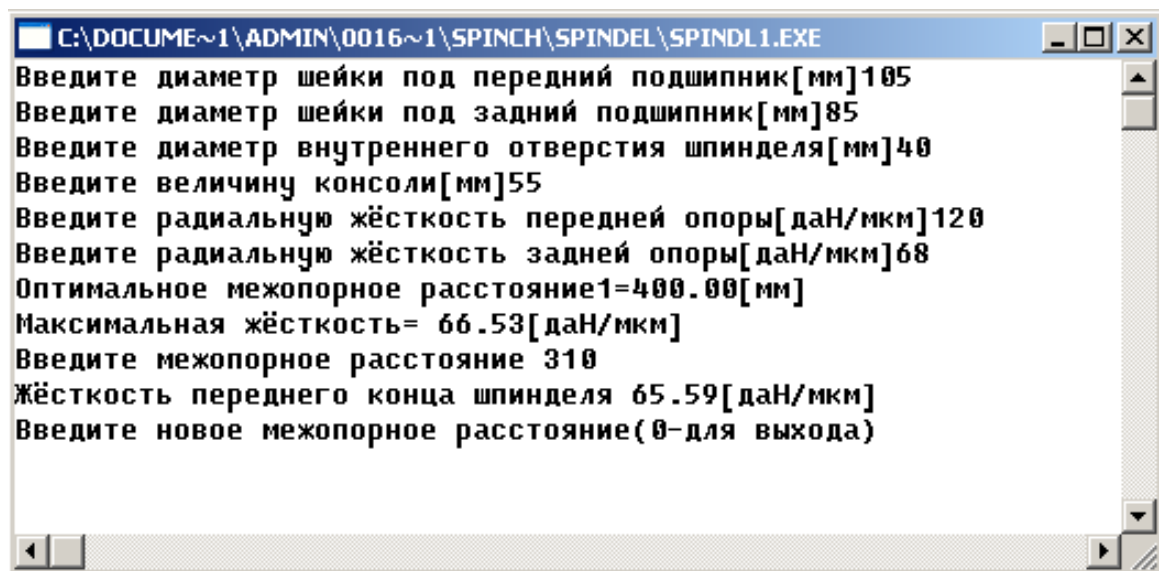 C:\DOCUME~1\ADMIN\0016~1\SPINCH\SPINDEL\SPINDL1.EXE
Введите диаметр шейки под передний подшипник[мм]105
Введите диаметр шейки под задний подшипник[мм]85
Введите диаметр внутреннего отверстия шпинделя[мм]40
Введите величину консоли[мм]55
Введите радиальную жёсткость передней опоры[даН/мкм]120
Введите радиальную жёсткость задней опоры[даН/мкм]68
Оптимальное межопорное расстояние1=400.00[мм]
Максимальная жёсткость= 66.53[даН/мкм]
Введите межопорное расстояние 310
Жёсткость переднего конца шпинделя 65.59[даН/мкм]
Введите новое межопорное расстояние(0-для выхода)